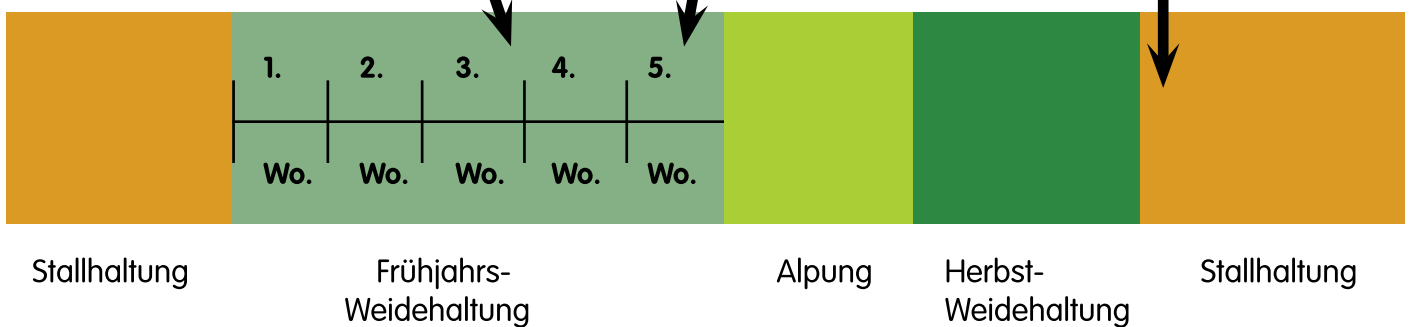 1. 2. 3. 4. 5.
Wo. Wo. Wo. Wo. Wo.
Stallhaltung
Frühjahrs-
Weidehaltung
Alpung
Herbst-
Weidehaltung
Stallhaltung